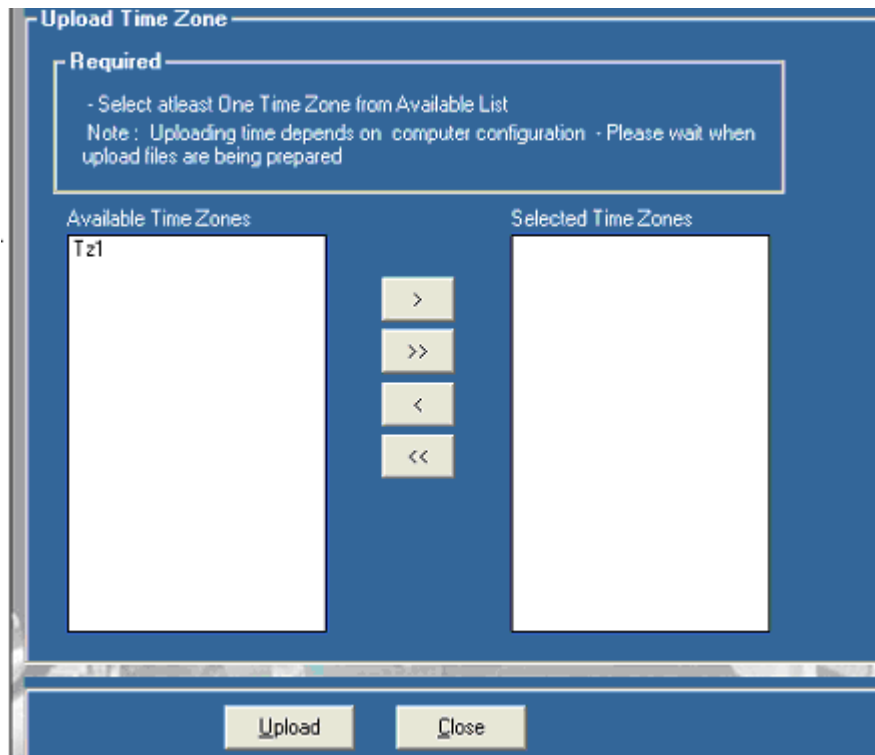 Upload Time Zone
Required
- Select atleast One Time Zone from Available List
Note : Uploading time depends on computer configuration - Please wait when
upload files are being prepared
Available Time Zones
Selected Time Zones
Tz1
>
>>
<
<<
Upload
Close